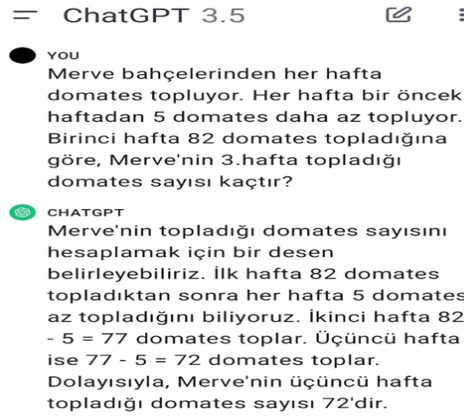 ChatGPT 3.5
YOU
Merve bahçelerinden her hafta
domates topluyor. Her hafta bir öncek
haftadan 5 domates daha az topluyor.
Birinci hafta 82 domates topladığına
göre, Merve'nin 3.hafta topladığı
domates sayısı kaçtır?
CHATGPT
Merve'nin topladığı domates sayısını
hesaplamak için bir desen
belirleyebiliriz. İlk hafta 82 domates
topladıktan sonra her hafta 5 domates
az topladığını biliyoruz. İkinci hafta 82
- 5 = 77 domates toplar. Üçüncü hafta
ise 77 - 5 = 72 domates toplar.
Dolayısıyla, Merve'nin üçüncü hafta
topladığı domates sayısı 72'dir.